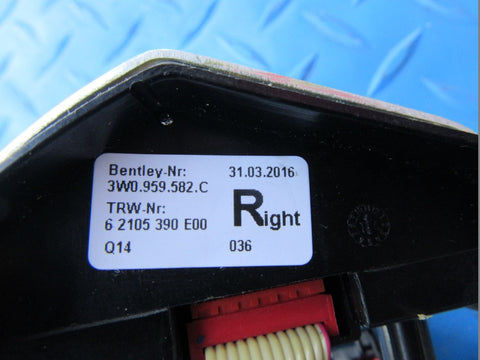 Bentley-Nr: 31.03.2016
3W0.959.582.C
TRW-Nr: Right
6 2105 390 E00
Q14 036